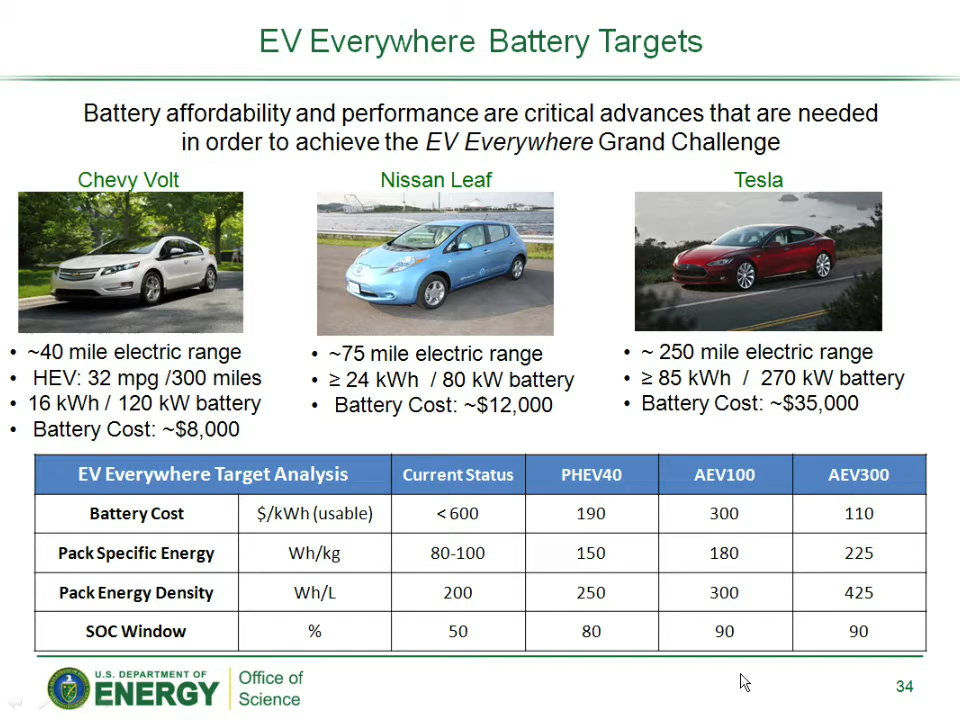 EV Everywhere Battery Targets
Battery affordability and performance are critical advances that are needed
in order to achieve the EV Everywhere Grand Challenge
Chevy Volt
• ~40 mile electric range
• HEV: 32 mpg /300 miles
• 16 kWh / 120 kW battery
• Battery Cost: ~$8,000
Nissan Leaf
• ~75 mile electric range
• ≥ 24 kWh / 80 kW battery
• Battery Cost: ~$12,000
Tesla
• ~ 250 mile electric range
• ≥ 85 kWh / 270 kW battery
• Battery Cost: ~$35,000
EV Everywhere Target Analysis Current Status PHEV40 AEV100 AEV300
Battery Cost $/kWh (usable) < 600 190 300 110
Pack Specific Energy Wh/kg 80-100 150 180 225
Pack Energy Density Wh/L 200 250 300 425
SOC Window % 50 80 90 90
U.S. DEPARTMENT OF
ENERGY
Office of
Science
34